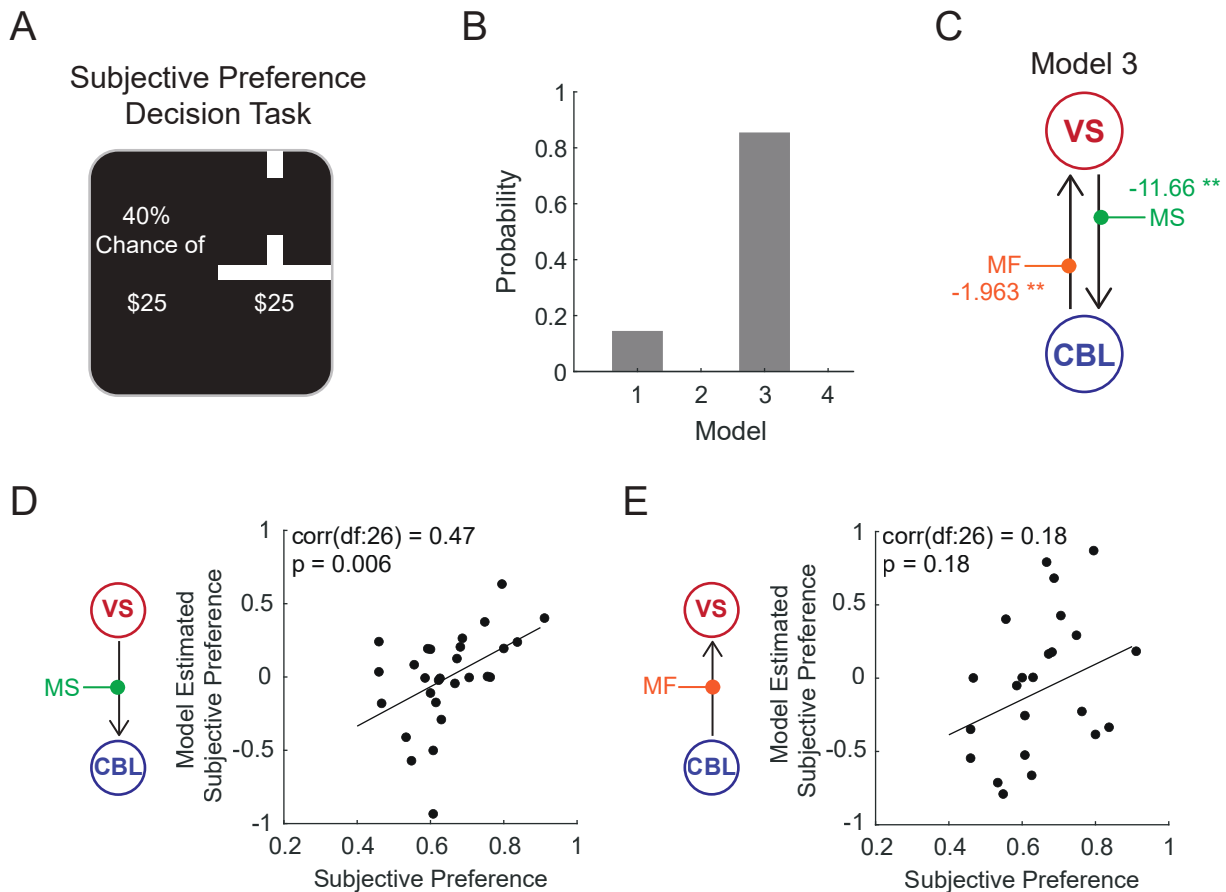 A
Subjective Preference
Decision Task
40%
Chance of
$25
$25
B
Probability
1
0.8
0.6
0.4
0.2
0
1 2 3 4
Model
C
Model 3
VS
-11.66 **
MS
MF
-1.963 **
CBL
D
VS
MS
CBL
Model Estimated
Subjective Preference
corr(df:26) = 0.47
p = 0.006
1
0.5
0
-0.5
-1
0.2 0.4 0.6 0.8 1
Subjective Preference
E
VS
MF
CBL
Model Estimated
Subjective Preference
corr(df:26) = 0.18
p = 0.18
1
0.5
0
-0.5
-1
0.2 0.4 0.6 0.8 1
Subjective Preference